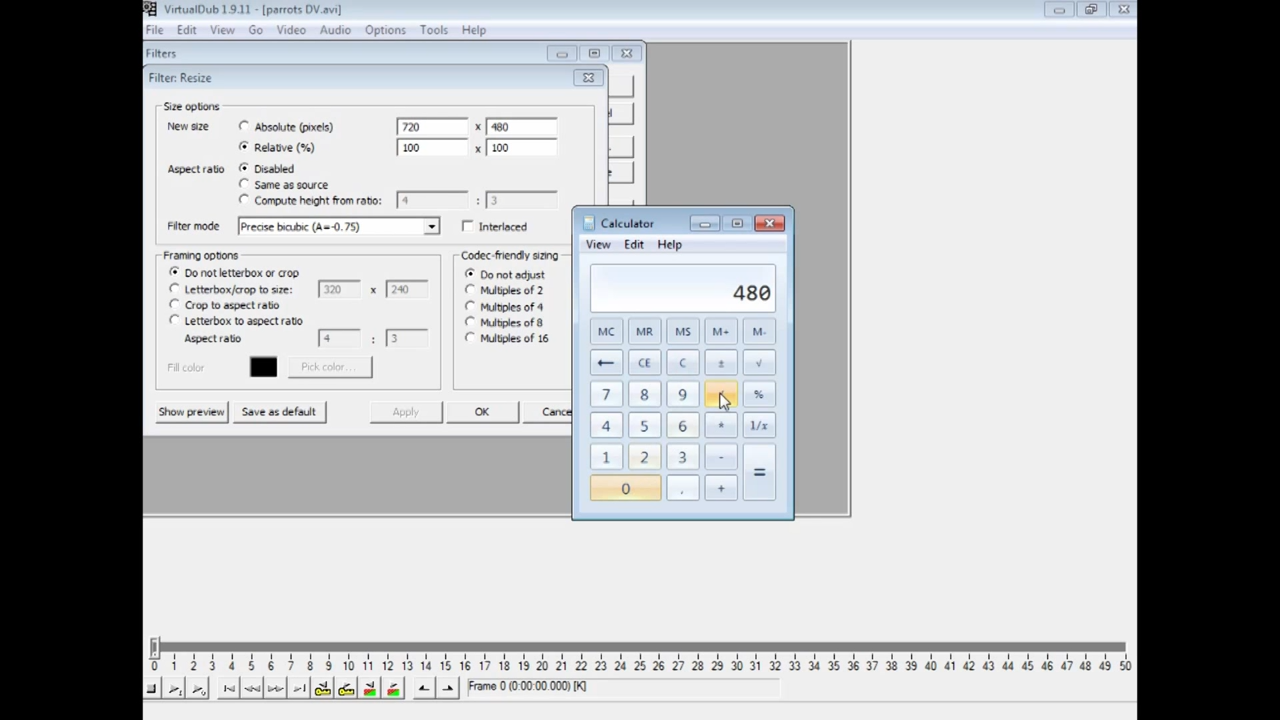 VirtualDub 1.9.11 - [parrots DV.avi]
File Edit View Go Video Audio Options Tools Help
Filters
Filter: Resize
Size options
New size Absolute (pixels) 720 x 480
Relative (%) 100 x 100
Aspect ratio Disabled
Same as source
Compute height from ratio: 4 : 3
Filter mode Precise bicubic (A=-0.75) Interlaced
Framing options
Do not letterbox or crop
Letterbox/crop to size: 320 x 240
Crop to aspect ratio
Letterbox to aspect ratio
Aspect ratio 4 : 3
Fill color Pick color...
Codec-friendly sizing
Do not adjust
Multiples of 2
Multiples of 4
Multiples of 8
Multiples of 16
Show preview Save as default Apply OK Cance
Calculator
View Edit Help
480
MC MR MS M+ M-
← CE C ± √
7 8 9 %
4 5 6 * 1/x
1 2 3 - =
0 , +
0 1 2 3 4 5 6 7 8 9 10 11 12 13 14 15 16 17 18 19 20 21 22 23 24 25 26 27 28 29 30 31 32 33 34 35 36 37 38 39 40 41 42 43 44 45 46 47 48 49 50
Frame 0 (0:00:00.000) [K]